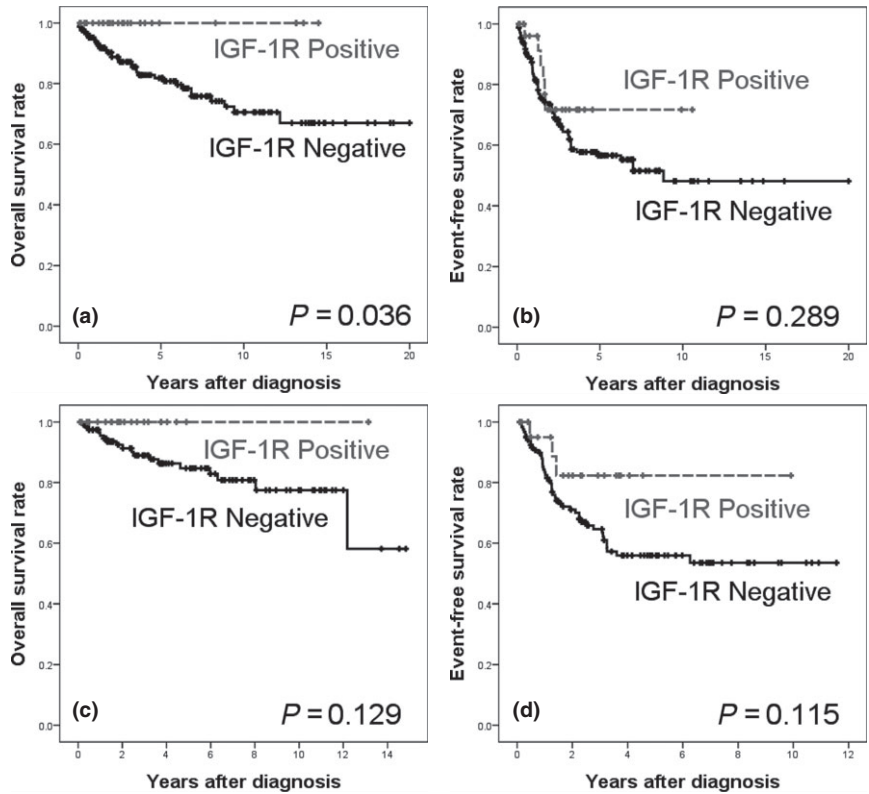 Overall survival rate
1.0
0.8
0.6
0.4
0.2
0.0
IGF-1R Positive
IGF-1R Negative
(a)
P = 0.036
0 5 10 15 20
Years after diagnosis
Event-free survival rate
1.0
0.8
0.6
0.4
0.2
0.0
IGF-1R Positive
IGF-1R Negative
(b)
P = 0.289
0 5 10 15 20
Years after diagnosis
Overall survival rate
1.0
0.8
0.6
0.4
0.2
0.0
IGF-1R Positive
IGF-1R Negative
(c)
P = 0.129
0 2 4 6 8 10 12 14
Years after diagnosis
Event-free survival rate
1.0
0.8
0.6
0.4
0.2
0.0
IGF-1R Positive
IGF-1R Negative
(d)
P = 0.115
0 2 4 6 8 10 12
Years after diagnosis